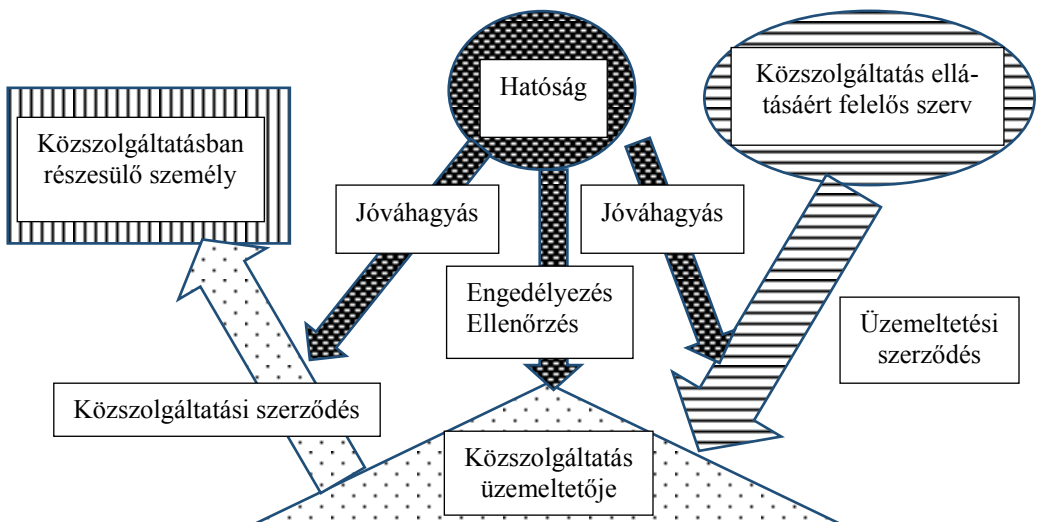 Hatóság
Közszolgáltatás ellá-
tásáért felelős szerv
Közszolgáltatásban
részesülő személy
Jóváhagyás
Jóváhagyás
Engedélyezés
Ellenőrzés
Üzemeltetési
szerződés
Közszolgáltatási szerződés
Közszolgáltatás
üzemeltetője